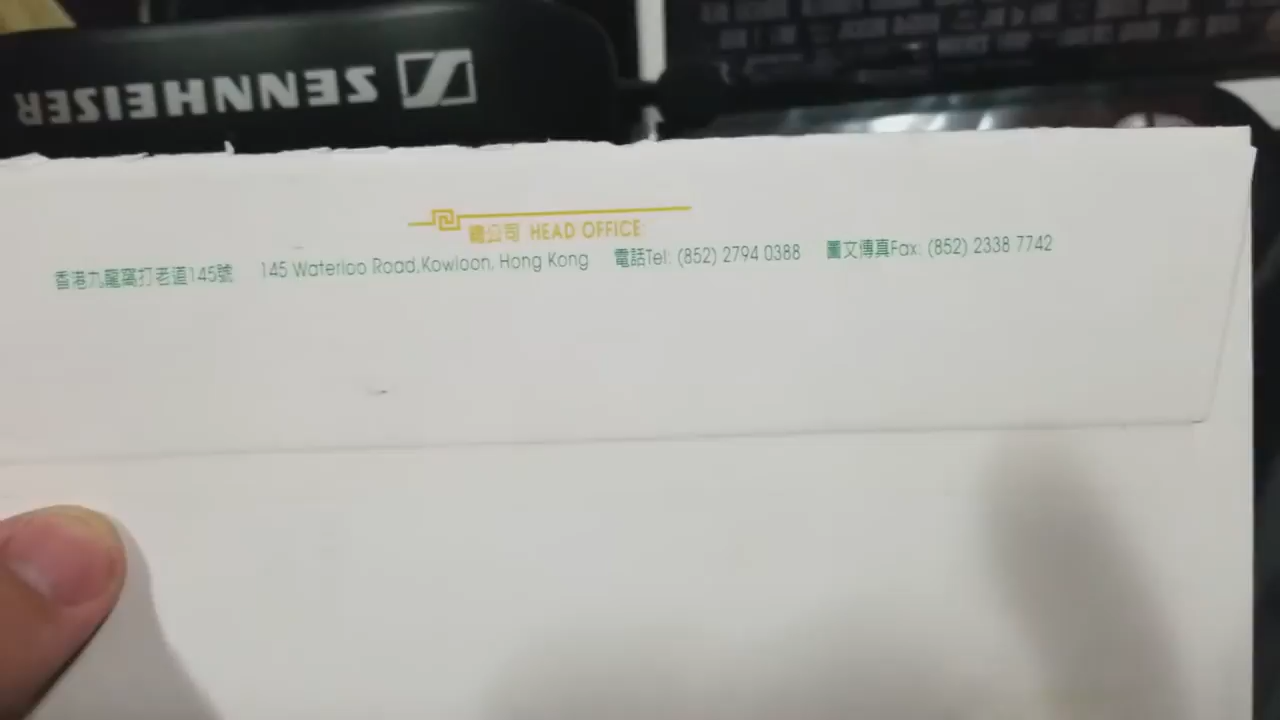 SENNHEISER
總公司 HEAD OFFICE
香港九龍窩打老道145號 145 Waterloo Road,Kowloon, Hong Kong 電話Tel: (852) 2794 0388 圖文傳真Fax: (852) 2338 7742